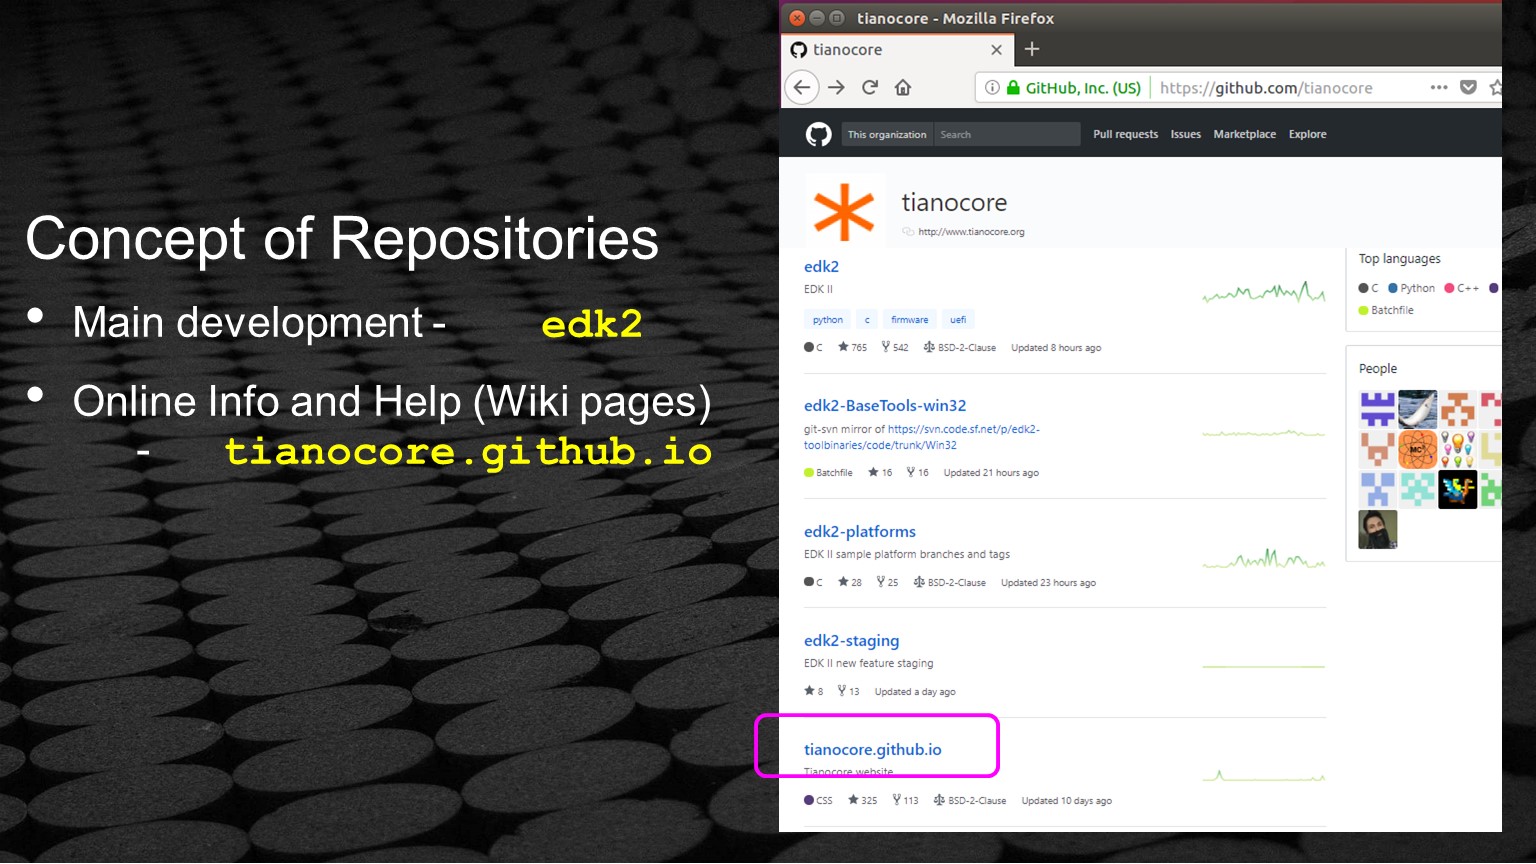 Concept of Repositories
• Main development - edk2
• Online Info and Help (Wiki pages)
- tianocore.github.io
tianocore - Mozilla Firefox
tianocore
GitHub, Inc. (US) https://github.com/tianocore
This organization Search Pull requests Issues Marketplace Explore
tianocore
http://www.tianocore.org
edk2
EDK II
python c firmware uefi
C 765 542 BSD-2-Clause Updated 8 hours ago
edk2-BaseTools-win32
git-svn mirror of https://svn.code.sf.net/p/edk2-
toolbinaries/code/trunk/Win32
Batchfile 16 16 Updated 21 hours ago
edk2-platforms
EDK II sample platform branches and tags
C 28 25 BSD-2-Clause Updated 23 hours ago
edk2-staging
EDK II new feature staging
8 13 Updated a day ago
tianocore.github.io
Tianocore website
CSS 325 113 BSD-2-Clause Updated 10 days ago
Top languages
C Python C++
Batchfile
People
MC